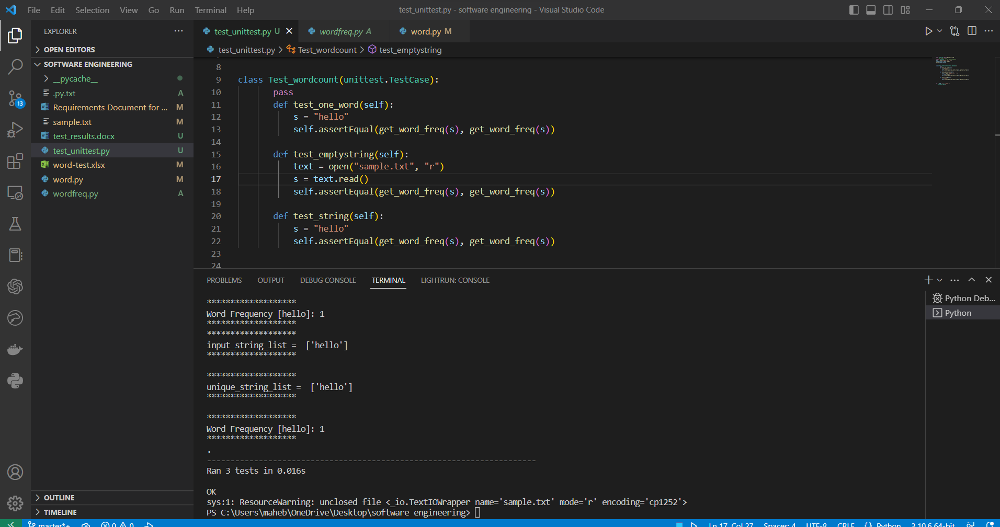 File Edit Selection View Go Run Terminal Help
test_unittest.py - software engineering - Visual Studio Code
EXPLORER
OPEN EDITORS
SOFTWARE ENGINEERING
__pycache__
.py.txt A
Requirements Document for ... M
sample.txt M
test_results.docx U
test_unittest.py U
word-test.xlsx M
word.py M
wordfreq.py A
OUTLINE
TIMELINE
13
test_unittest.py U
wordfreq.py A
word.py M
test_unittest.py > Test_wordcount > test_emptystring
8
9 class Test_wordcount(unittest.TestCase):
10 pass
11 def test_one_word(self):
12 s = "hello"
13 self.assertEqual(get_word_freq(s), get_word_freq(s))
14
15 def test_emptystring(self):
16 text = open("sample.txt", "r")
17 s = text.read()
18 self.assertEqual(get_word_freq(s), get_word_freq(s))
19
20 def test_string(self):
21 s = "hello"
22 self.assertEqual(get_word_freq(s), get_word_freq(s))
23
24
PROBLEMS OUTPUT DEBUG CONSOLE TERMINAL LIGHTRUN: CONSOLE
Python Deb...
Python
*******************
Word Frequency [hello]: 1
*******************
*******************
input_string_list =  ['hello']
*******************
*******************
unique_string_list =  ['hello']
*******************
*******************
Word Frequency [hello]: 1
*******************
.
----------------------------------------------------------------------
Ran 3 tests in 0.016s
OK
sys:1: ResourceWarning: unclosed file <_io.TextIOWrapper name='sample.txt' mode='r' encoding='cp1252'>
PS C:\Users\maheb\OneDrive\Desktop\software engineering>
master*+ 0 0 Ln 17, Col 27 Spaces: 4 UTF-8 CRLF Python 3.10.6 64-bit